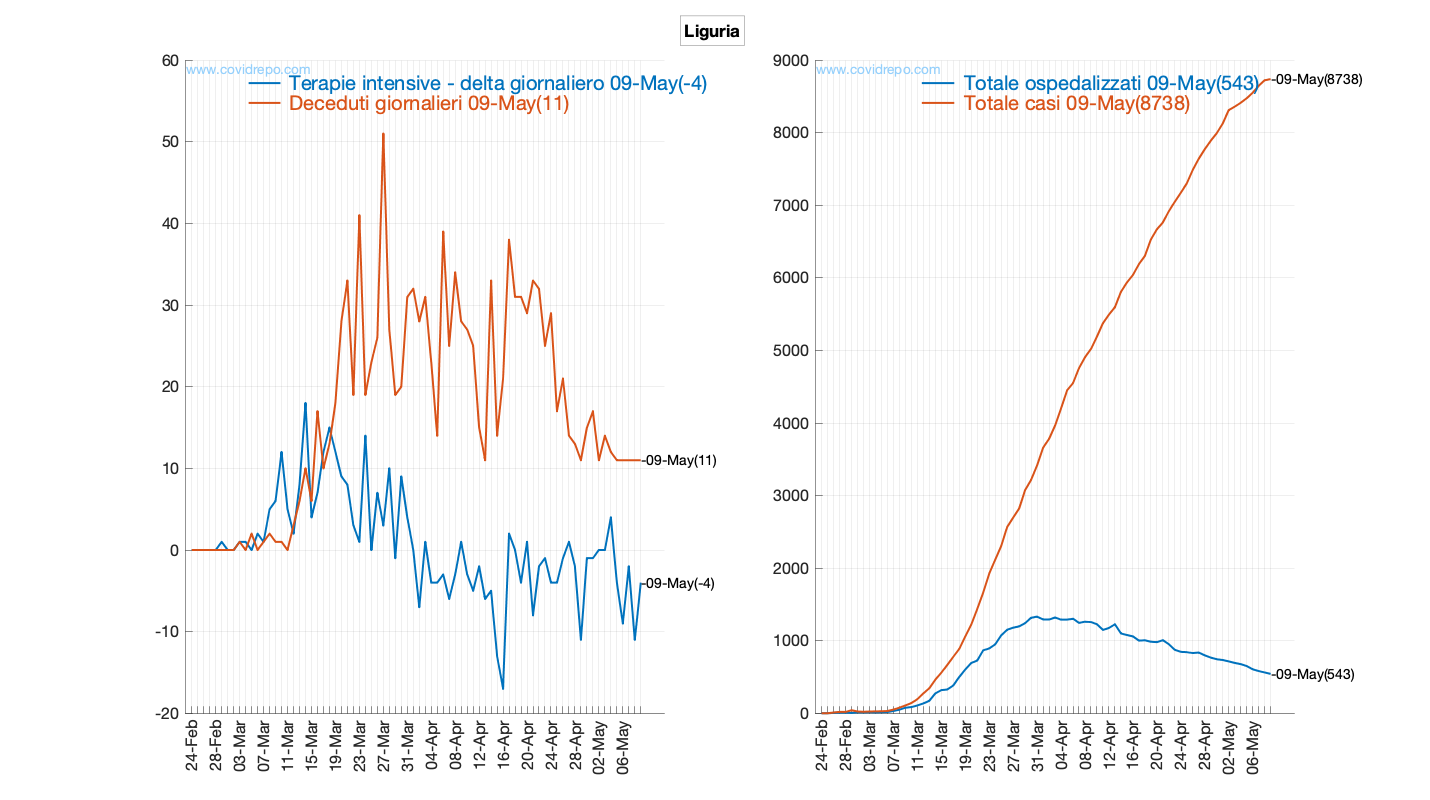 Liguria
www.covidrepo.com
Terapie intensive - delta giornaliero 09-May(-4)
Deceduti giornalieri 09-May(11)
60
50
40
30
20
10
0
-10
-20
-09-May(11)
-09-May(-4)
24-Feb
28-Feb
03-Mar
07-Mar
11-Mar
15-Mar
19-Mar
23-Mar
27-Mar
31-Mar
04-Apr
08-Apr
12-Apr
16-Apr
20-Apr
24-Apr
28-Apr
02-May
06-May
www.covidrepo.com
Totale ospedalizzati 09-May(543)
Totale casi 09-May(8738)
9000
8000
7000
6000
5000
4000
3000
2000
1000
0
-09-May(8738)
-09-May(543)
24-Feb
28-Feb
03-Mar
07-Mar
11-Mar
15-Mar
19-Mar
23-Mar
27-Mar
31-Mar
04-Apr
08-Apr
12-Apr
16-Apr
20-Apr
24-Apr
28-Apr
02-May
06-May